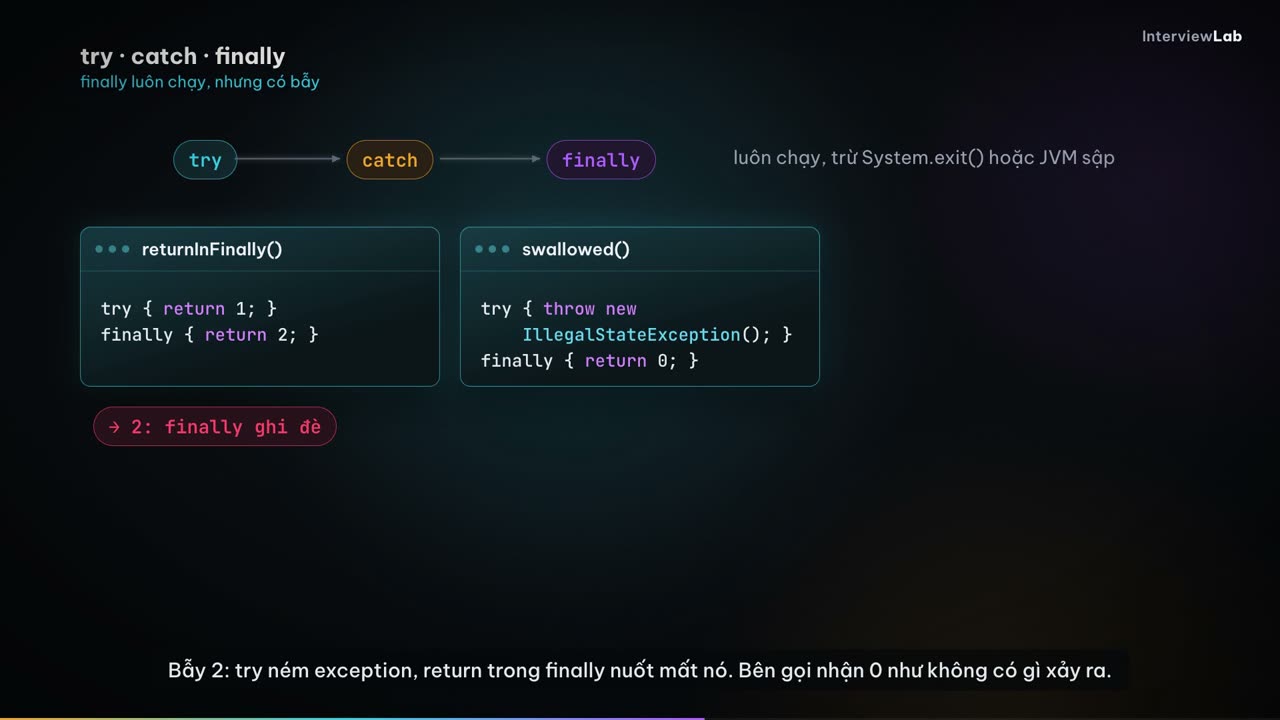 InterviewLab
try · catch · finally
finally luôn chạy, nhưng có bẫy
try
catch
finally
luôn chạy, trừ System.exit() hoặc JVM sập
returnInFinally()
try { return 1; }
finally { return 2; }
swallowed()
try { throw new
IllegalStateException(); }
finally { return 0; }
→ 2: finally ghi đè
Bẫy 2: try ném exception, return trong finally nuốt mất nó. Bên gọi nhận 0 như không có gì xảy ra.